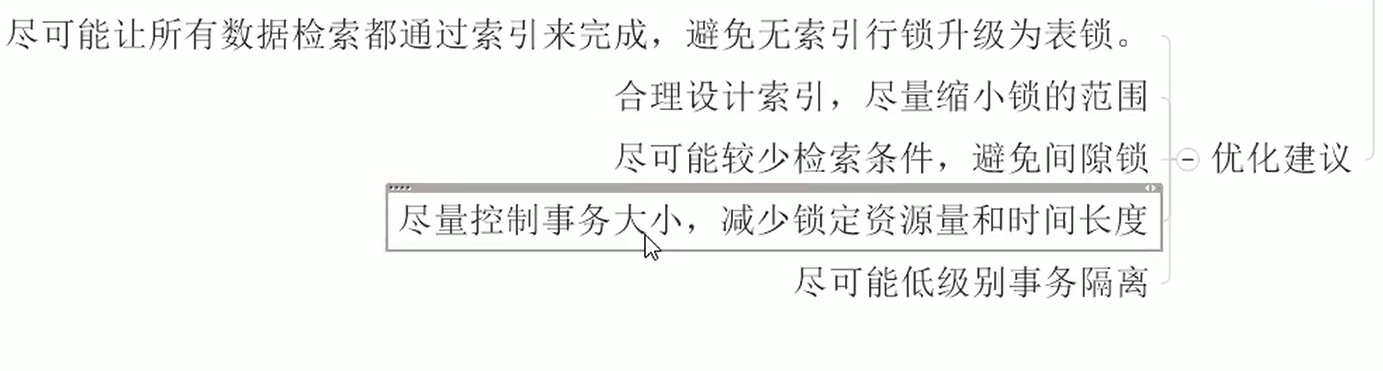 尽可能让所有数据检索都通过索引来完成，避免无索引行锁升级为表锁。
合理设计索引，尽量缩小锁的范围
尽可能较少检索条件，避免间隙锁
优化建议
尽量控制事务大小，减少锁定资源量和时间长度
尽可能低级别事务隔离